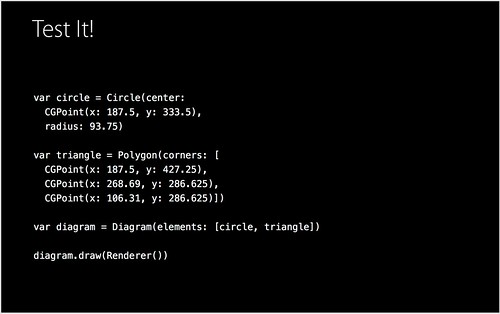 Test It!
var circle = Circle(center:
CGPoint(x: 187.5, y: 333.5),
radius: 93.75)
var triangle = Polygon(corners: [
CGPoint(x: 187.5, y: 427.25),
CGPoint(x: 268.69, y: 286.625),
CGPoint(x: 106.31, y: 286.625)])
var diagram = Diagram(elements: [circle, triangle])
diagram.draw(Renderer())